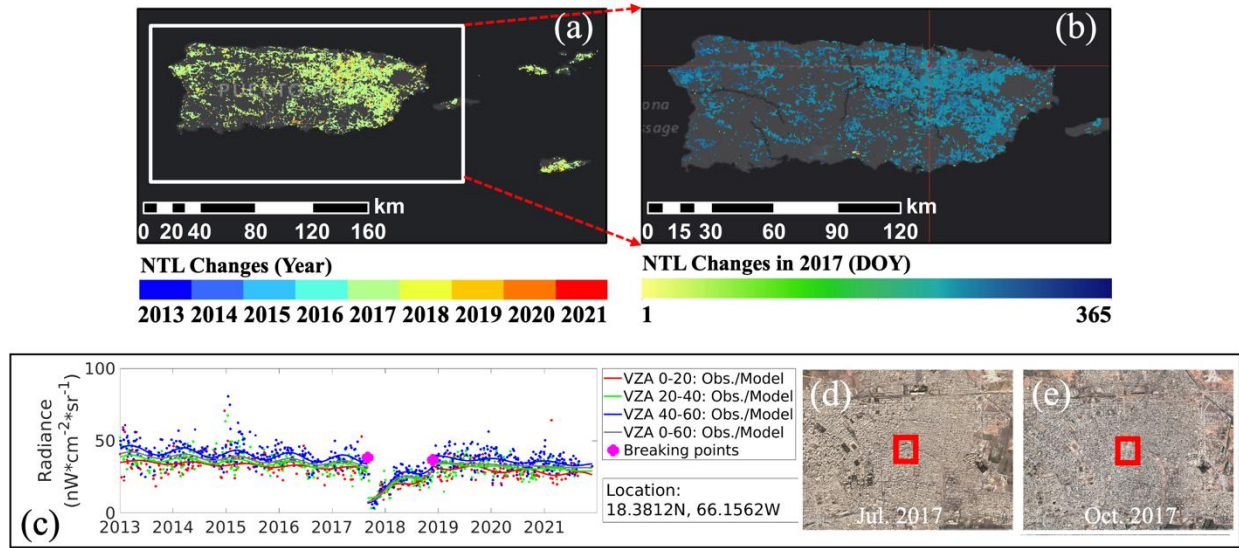 (a)
PUERTO
km
0 20 40 80 120 160
NTL Changes (Year)
2013 2014 2015 2016 2017 2018 2019 2020 2021
(b)
ona
ssage
km
0 15 30 60 90 120
NTL Changes in 2017 (DOY)
1 365
(c)
Radiance
(nW*cm-2*sr-1)
100
50
0
2013 2014 2015 2016 2017 2018 2019 2020 2021
VZA 0-20: Obs./Model
VZA 20-40: Obs./Model
VZA 40-60: Obs./Model
VZA 0-60: Obs./Model
Breaking points
Location:
18.3812N, 66.1562W
(d)
Jul. 2017
(e)
Oct. 2017